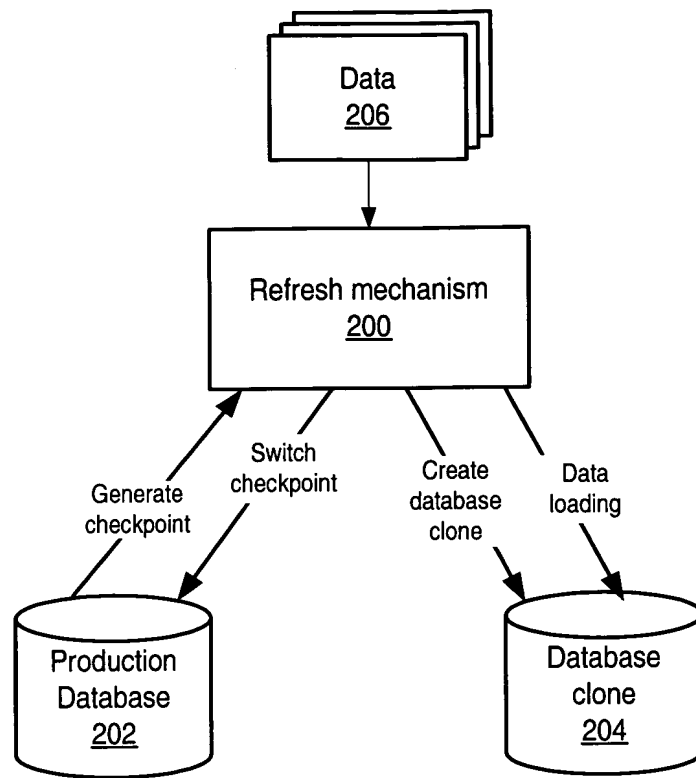 Data
206
Refresh mechanism
200
Generate
checkpoint
Switch
checkpoint
Create
database
clone
Data
loading
Production
Database
202
Database
clone
204